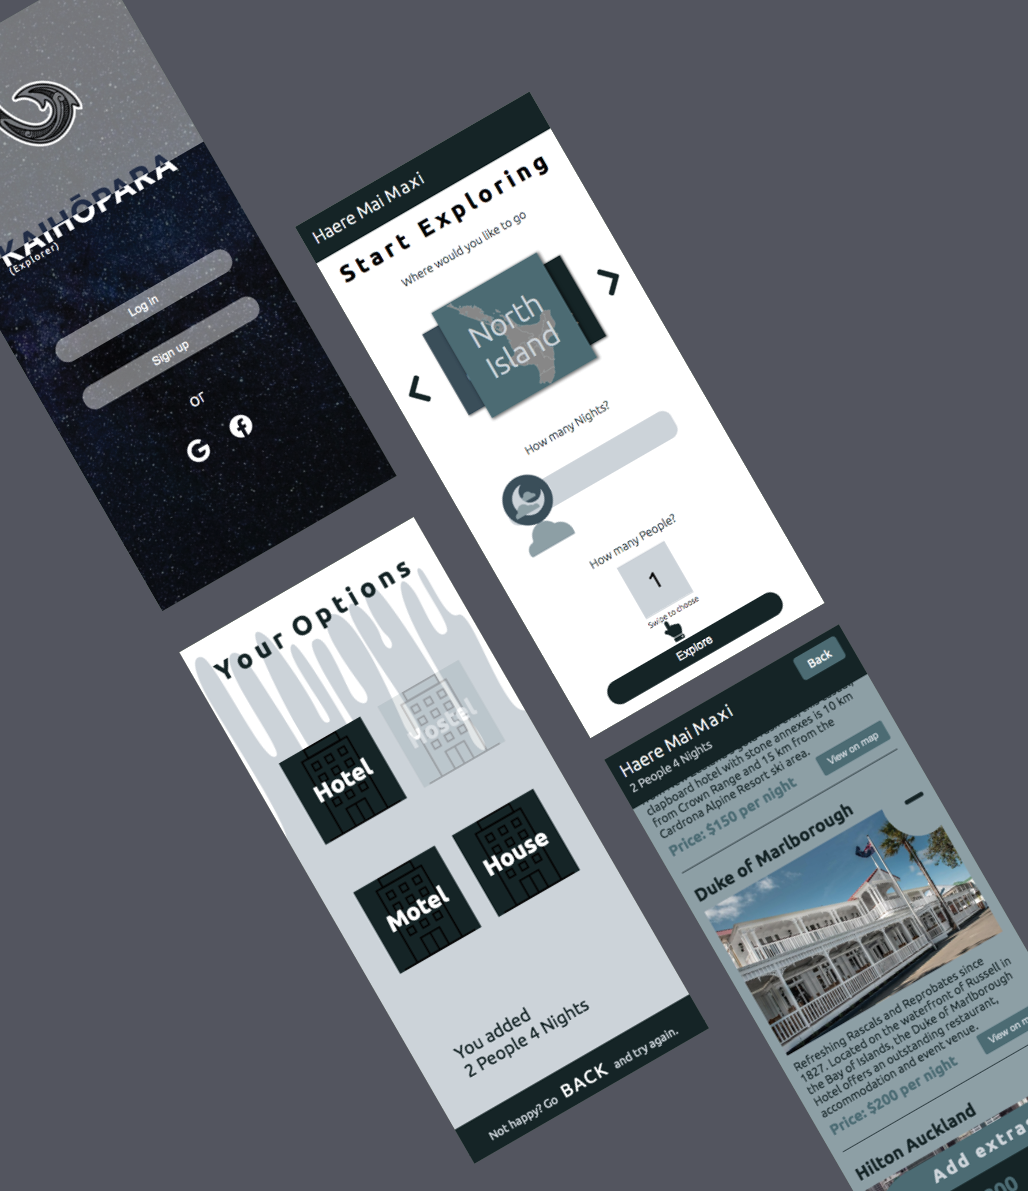 KAIHŌPARA
(Explorer)
Log in
Sign up
or
Haere Mai Maxi
Start Exploring
Where would you like to go
North
Island
How many Nights?
How many People?
1
Swipe to choose
Explore
Your Options
Hotel
Hostel
Motel
House
You added
2 People 4 Nights
Not happy? Go BACK and try again.
Haere Mai Maxi
2 People 4 Nights
Back
clapboard hotel with stone annexes is 10 km
from Crown Range and 15 km from the
Cardrona Alpine Resort ski area.
Price: $150 per night
View on map
Duke of Marlborough
Refreshing Rascals and Reprobates since
1827. Located on the waterfront of Russell in
the Bay of Islands, the Duke of Marlborough
Hotel offers an outstanding restaurant,
accommodation and event venue.
Price: $200 per night
View on m
Hilton Auckland
Add extra